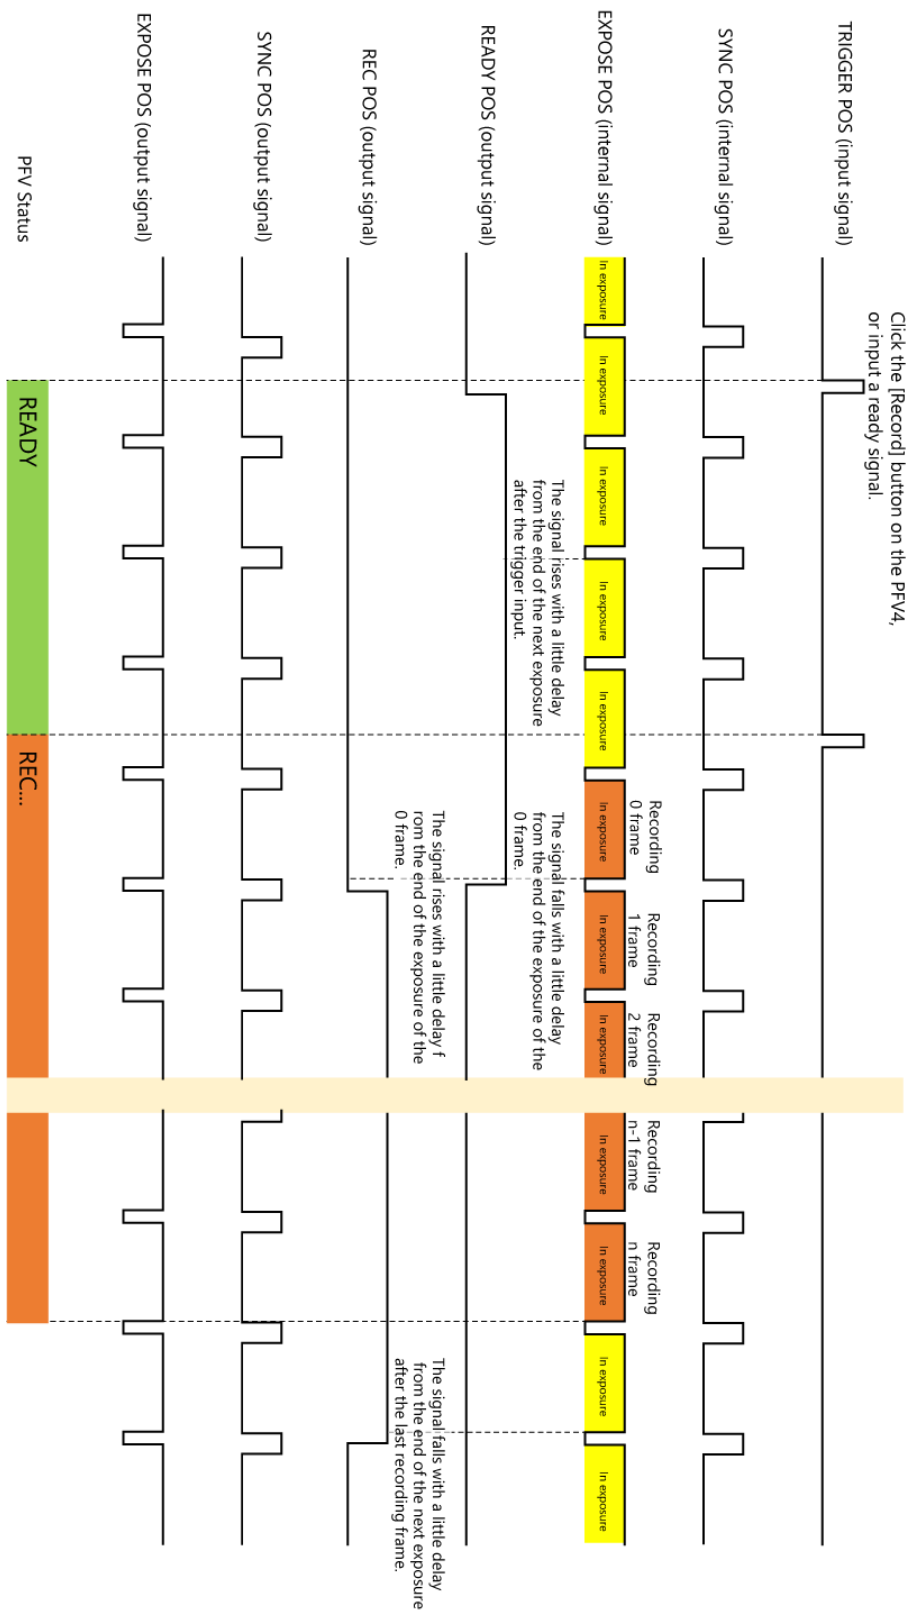 Click the [Record] button on the PFV4,
or input a ready signal.
TRIGGER POS (input signal)
SYNC POS (internal signal)
Recording
0 frame
Recording
1 frame
Recording
2 frame
Recording
n-1 frame
Recording
n frame
EXPOSE POS (internal signal)
In exposure
In exposure
In exposure
In exposure
In exposure
In exposure
In exposure
In exposure
In exposure
In exposure
In exposure
In exposure
The signal rises with a little delay
from the end of the next exposure
after the trigger input.
The signal falls with a little delay
from the end of the exposure of the
0 frame.
READY POS (output signal)
The signal rises with a little delay f
rom the end of the exposure of the
0 frame.
The signal falls with a little delay
from the end of the next exposure
after the last recording frame.
REC POS (output signal)
SYNC POS (output signal)
EXPOSE POS (output signal)
PFV Status
READY
REC...